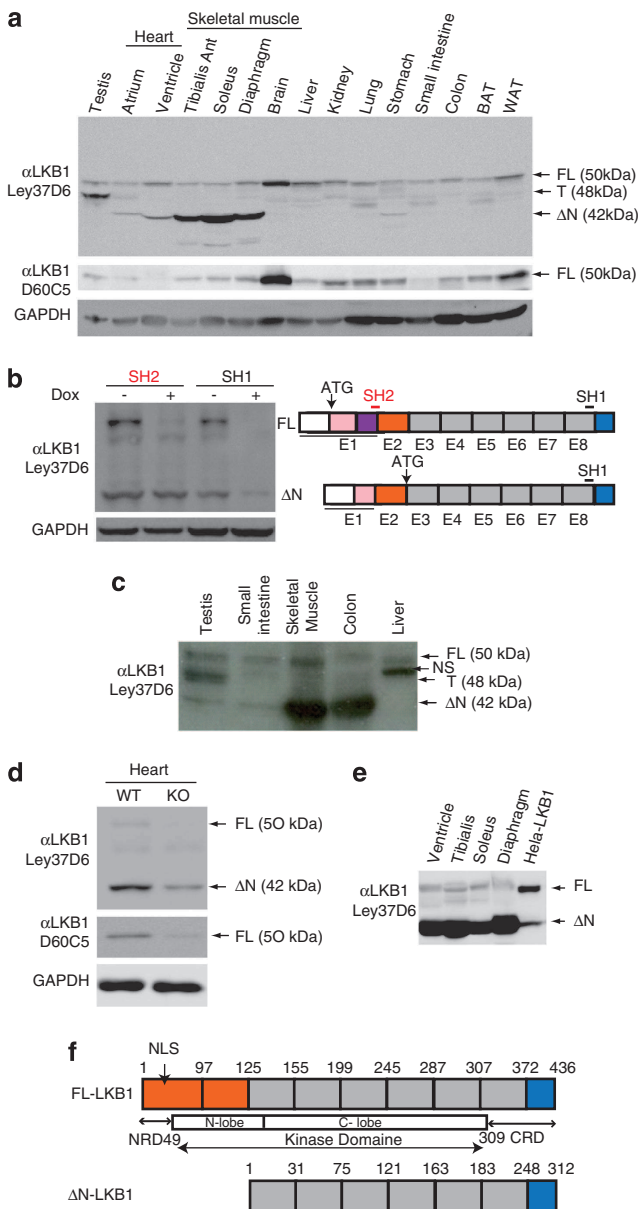 a
Heart
Skeletal muscle
Testis
Atrium
Ventricle
Tibialis Ant
Soleus
Diaphragm
Brain
Liver
Kidney
Lung
Stomach
Small intestine
Colon
BAT
WAT
αLKB1
Ley37D6
FL (50kDa)
T (48kDa)
ΔN (42kDa)
αLKB1
D60C5
FL (50kDa)
GAPDH
b
SH2 SH1
Dox - + - +
αLKB1
Ley37D6
ΔN
GAPDH
ATG
SH2
SH1
FL
E1 E2 E3 E4 E5 E6 E7 E8
ATG
SH1
E1 E2 E3 E4 E5 E6 E7 E8
c
Testis
Small
intestine
Skeletal
Muscle
Colon
Liver
αLKB1
Ley37D6
FL (50 kDa)
NS
T (48 kDa)
ΔN (42 kDa)
d
Heart
WT KO
αLKB1
Ley37D6
FL (5O kDa)
ΔN (42 kDa)
αLKB1
D60C5
FL (5O kDa)
GAPDH
e
Ventricle
Tibialis
Soleus
Diaphragm
Hela-LKB1
αLKB1
Ley37D6
FL
ΔN
f
NLS
1 97 125 155 199 245 287 307 372 436
FL-LKB1
N-lobe C- lobe
NRD49 Kinase Domaine 309 CRD
1 31 75 121 163 183 248 312
ΔN-LKB1